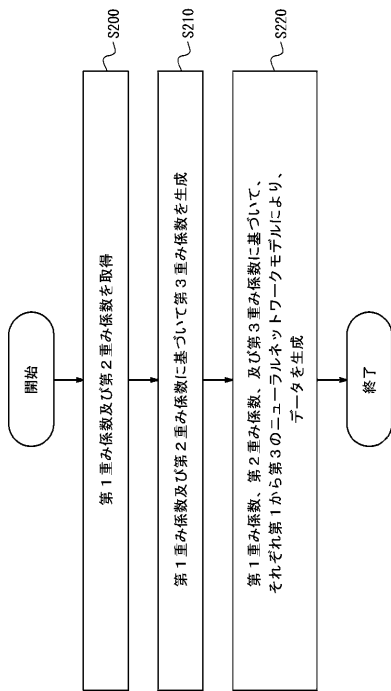 開始
第1重み係数及び第2重み係数を取得
S200
第1重み係数及び第2重み係数に基づいて第3重み係数を生成
S210
第1重み係数、第2重み係数、及び第3重み係数に基づいて、
それぞれ第1から第3のニューラルネットワークモデルにより、
データを生成
S220
終了